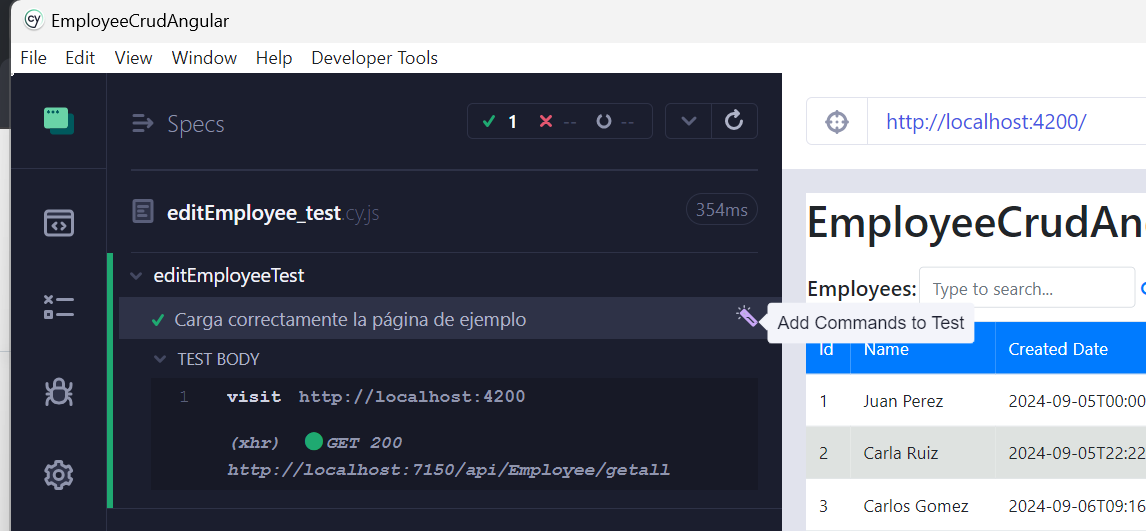 cy EmployeeCrudAngular
File Edit View Window Help Developer Tools
Specs 1 -- --
http://localhost:4200/
editEmployee_test.cy.js 354ms
EmployeeCrudAn
editEmployeeTest
Employees: Type to search...
Carga correctamente la página de ejemplo
Add Commands to Test
Id Name Created Date
TEST BODY
1 visit http://localhost:4200
1 Juan Perez 2024-09-05T00:00
(xhr) GET 200
http://localhost:7150/api/Employee/getall
2 Carla Ruiz 2024-09-05T22:22
3 Carlos Gomez 2024-09-06T09:16